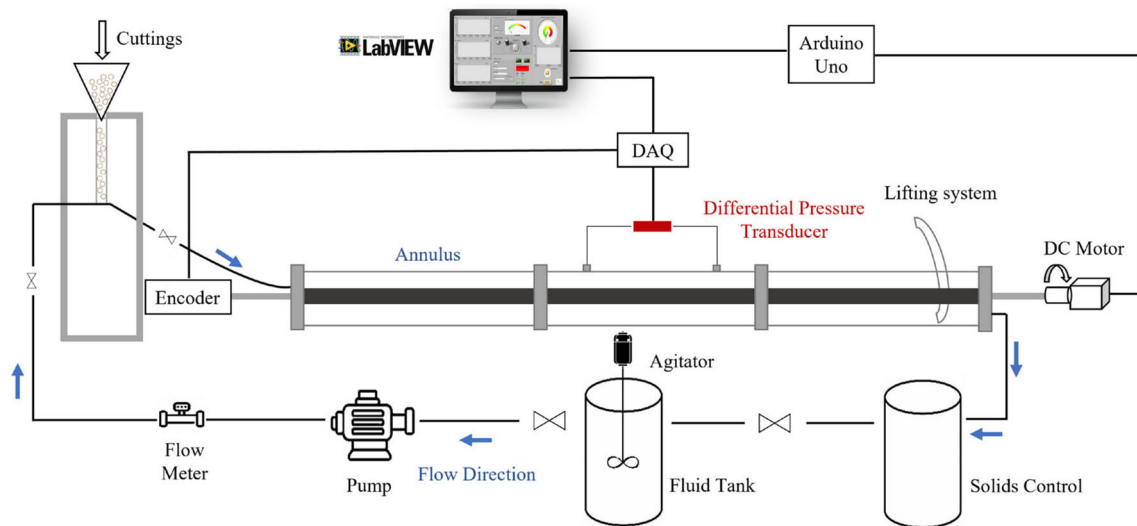 Cuttings
LabVIEW
Arduino
Uno
DAQ
Lifting system
Differential Pressure
Transducer
Annulus
DC Motor
Encoder
Agitator
Flow
Meter
Pump
Flow Direction
Fluid Tank
Solids Control